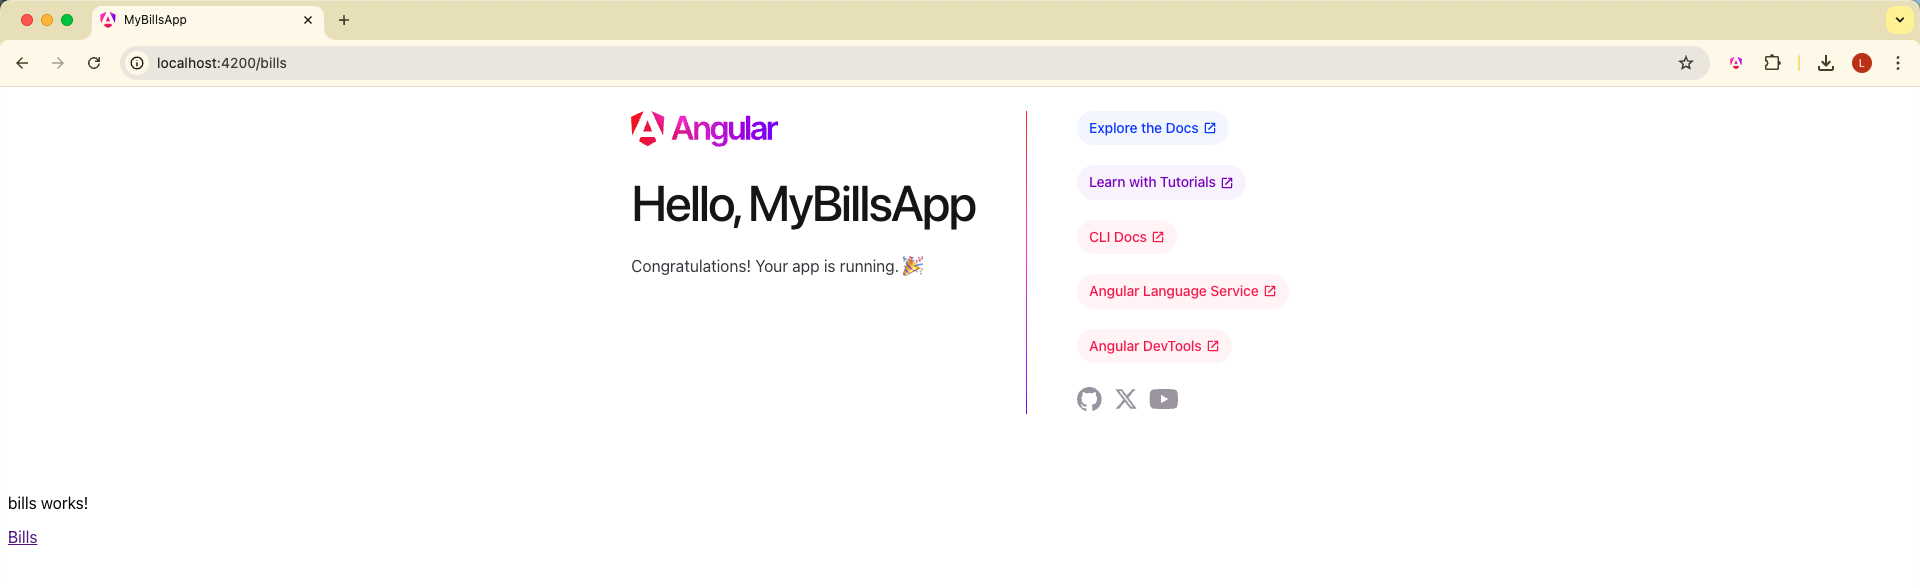 MyBillsApp
localhost:4200/bills
L
Angular
Hello, MyBillsApp
Congratulations! Your app is running. 🎉
Explore the Docs
Learn with Tutorials
CLI Docs
Angular Language Service
Angular DevTools
bills works!
Bills